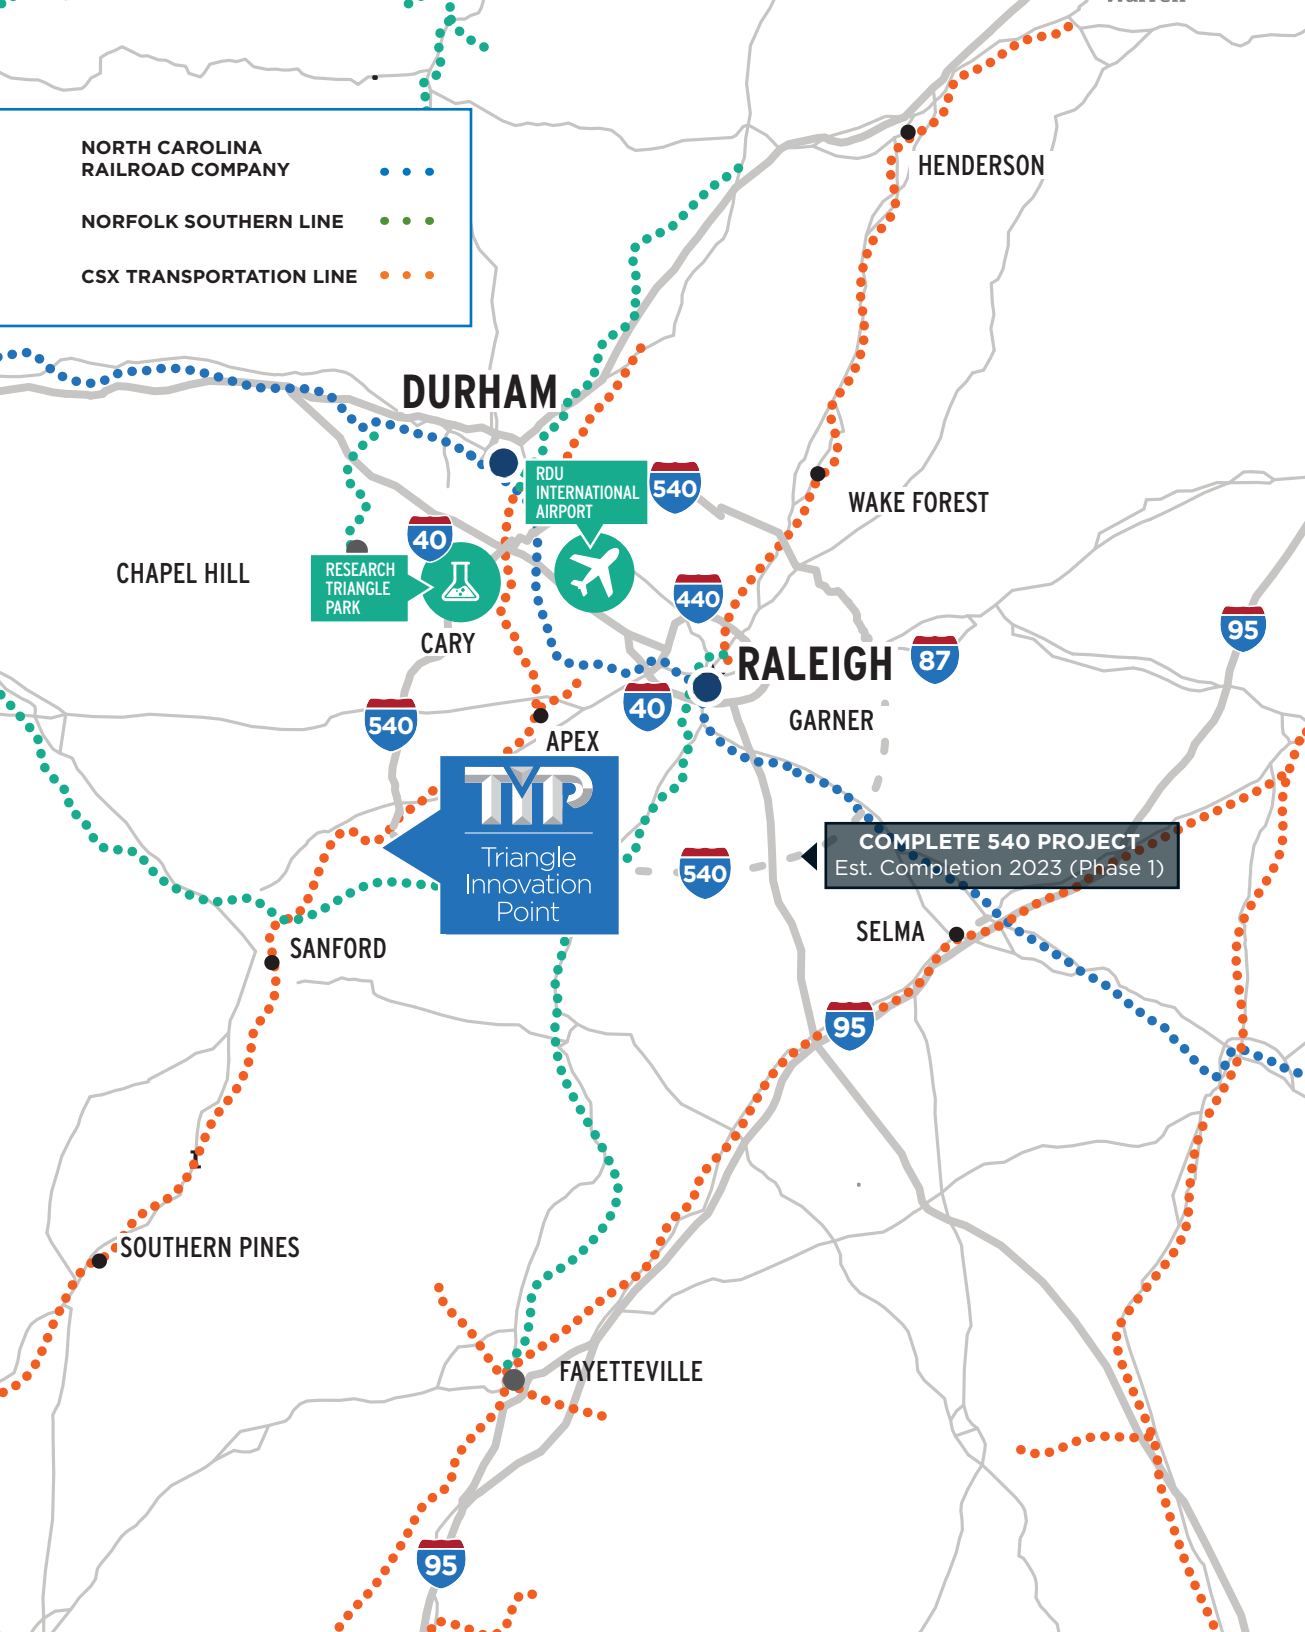 NORTH CAROLINA
RAILROAD COMPANY
NORFOLK SOUTHERN LINE
CSX TRANSPORTATION LINE
HENDERSON
DURHAM
RDU
INTERNATIONAL
AIRPORT
540
WAKE FOREST
40
CHAPEL HILL
RESEARCH
TRIANGLE
PARK
440
95
CARY
RALEIGH
87
540
40
GARNER
APEX
TIP
Triangle
Innovation
Point
COMPLETE 540 PROJECT
Est. Completion 2023 (Phase 1)
540
SELMA
SANFORD
95
1
SOUTHERN PINES
FAYETTEVILLE
95